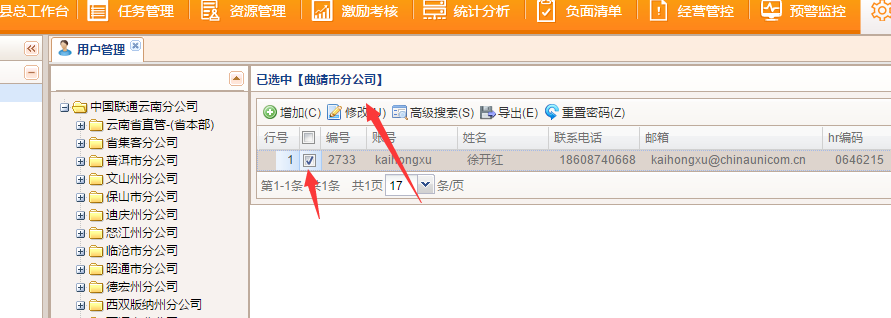 县总工作台 任务管理 资源管理 激励考核 统计分析 负面清单 经营管控 预警监控
用户管理
已选中【曲靖市分公司】
增加(C) 修改(U) 高级搜索(S) 导出(E) 重置密码(Z)
行号 编号 账号 姓名 联系电话 邮箱 hr编码
1 2733 kaihongxu 徐开红 18608740668 kaihongxu@chinaunicom.cn 0646215
第1-1条 共1条 共1页 17 条/页
中国联通云南分公司
云南省直管-(省本部)
省集客分公司
普洱市分公司
文山州分公司
保山市分公司
迪庆州分公司
怒江州分公司
临沧市分公司
昭通市分公司
德宏州分公司
西双版纳州分公司